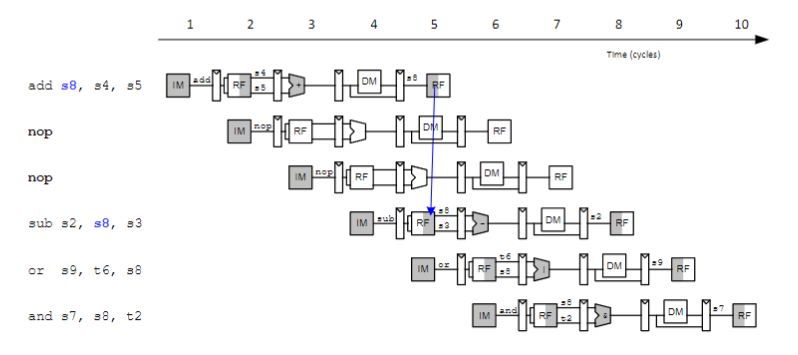 1 2 3 4 5 6 7 8 9 10
Time (cycles)
add s8, s4, s5 IM add RF s4 s5 + DM s8 RF
nop IM nop RF DM RF
nop IM nop RF DM RF
sub s2, s8, s3 IM sub RF s8 s3 - DM s2 RF
or s9, t6, s8 IM or RF t6 s8 | DM s9 RF
and s7, s8, t2 IM and RF s8 t2 & DM s7 RF